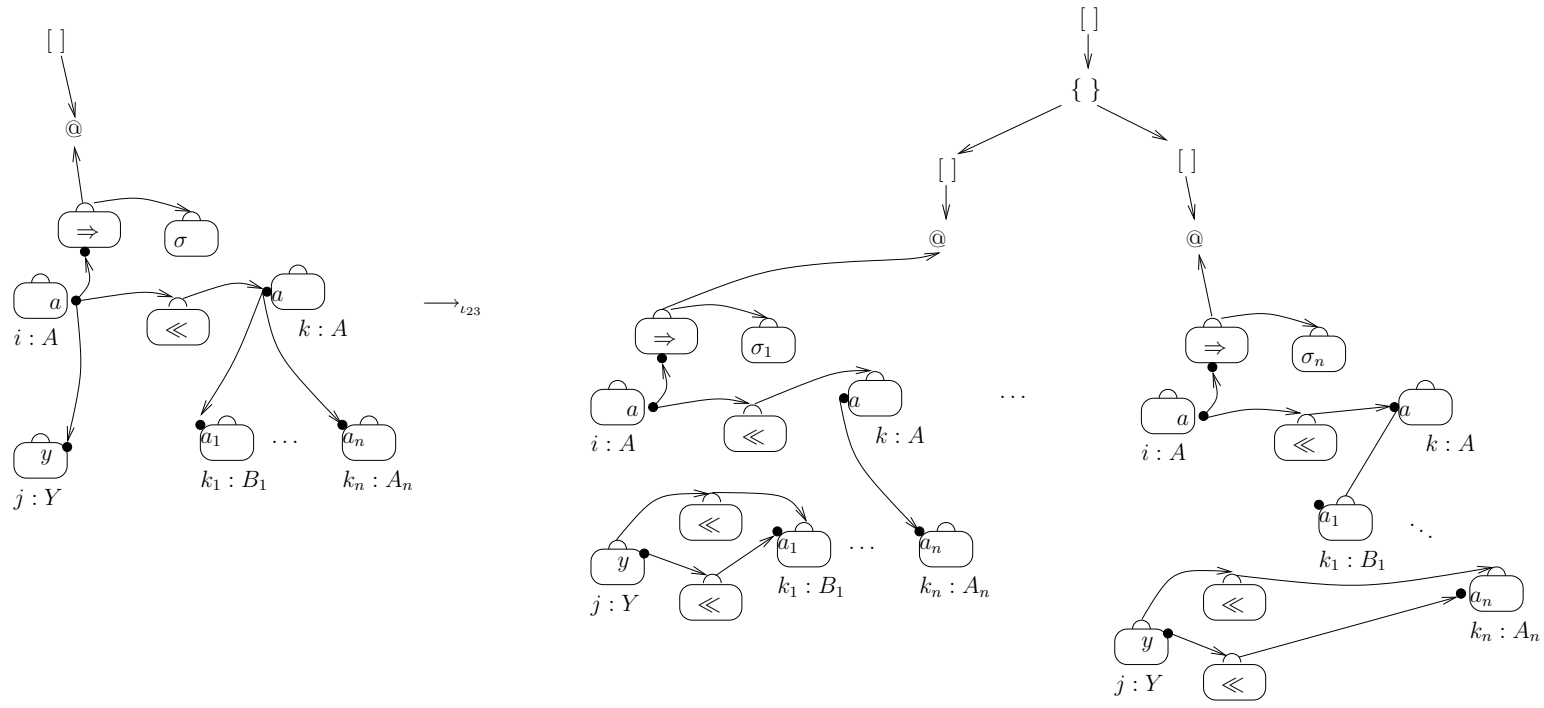 [ ]
@
⇒
σ
a
i : A
≪
a
k : A
y
j : Y
a₁
k₁ : B₁
...
aₙ
kₙ : Aₙ
⟶ι₂₃
[ ]
{ }
[ ]
[ ]
@
@
⇒
σ₁
a
i : A
≪
a
k : A
≪
y
j : Y
≪
a₁
k₁ : B₁
...
aₙ
kₙ : Aₙ
...
⇒
σₙ
a
i : A
≪
a
k : A
a₁
k₁ : B₁
⋱
≪
y
j : Y
≪
aₙ
kₙ : Aₙ